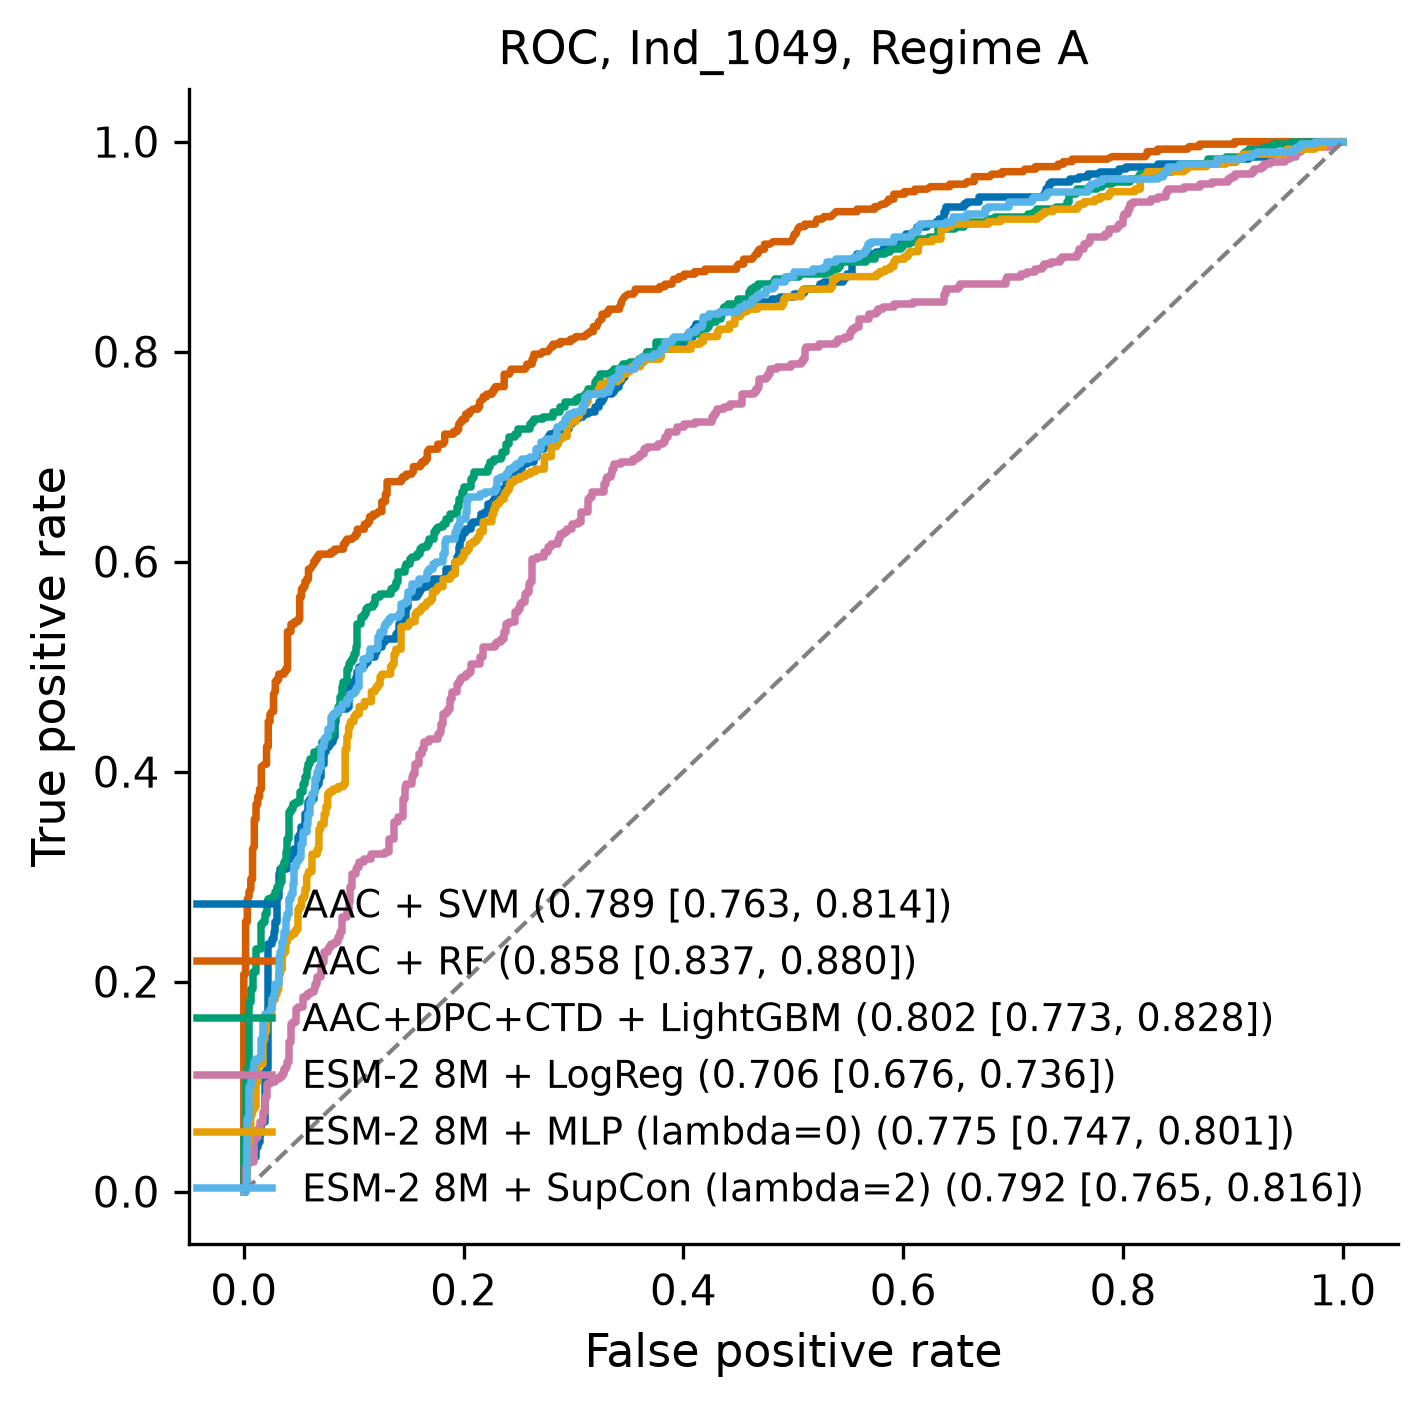 ROC, Ind_1049, Regime A
1.0
0.8
0.6
0.4
0.2
0.0
True positive rate
AAC + SVM (0.789 [0.763, 0.814])
AAC + RF (0.858 [0.837, 0.880])
AAC+DPC+CTD + LightGBM (0.802 [0.773, 0.828])
ESM-2 8M + LogReg (0.706 [0.676, 0.736])
ESM-2 8M + MLP (lambda=0) (0.775 [0.747, 0.801])
ESM-2 8M + SupCon (lambda=2) (0.792 [0.765, 0.816])
0.0 0.2 0.4 0.6 0.8 1.0
False positive rate